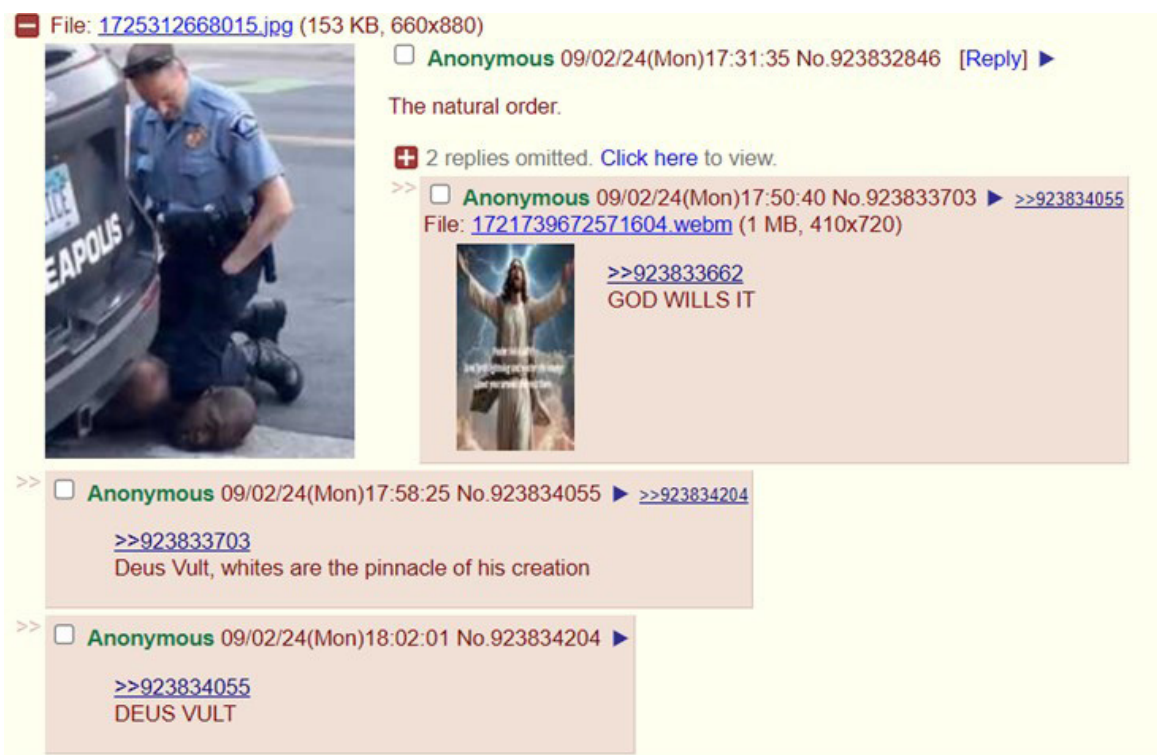 File: 1725312668015.jpg (153 KB, 660x880)
Anonymous 09/02/24(Mon)17:31:35 No.923832846 [Reply] ▶
The natural order.
2 replies omitted. Click here to view.
>> Anonymous 09/02/24(Mon)17:50:40 No.923833703 ▶ >>923834055
File: 1721739672571604.webm (1 MB, 410x720)
>>923833662
GOD WILLS IT
EAPOLIS
>> Anonymous 09/02/24(Mon)17:58:25 No.923834055 ▶ >>923834204
>>923833703
Deus Vult, whites are the pinnacle of his creation
>> Anonymous 09/02/24(Mon)18:02:01 No.923834204 ▶
>>923834055
DEUS VULT